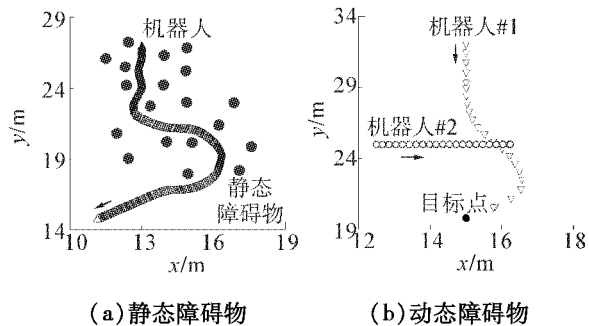 29
24
19
14
10
13
16
19
y/m
x/m
机器人
静态
障碍物
(a)静态障碍物
34
29
24
19
12
14
16
18
y/m
x/m
机器人#1
机器人#2
目标点
(b)动态障碍物